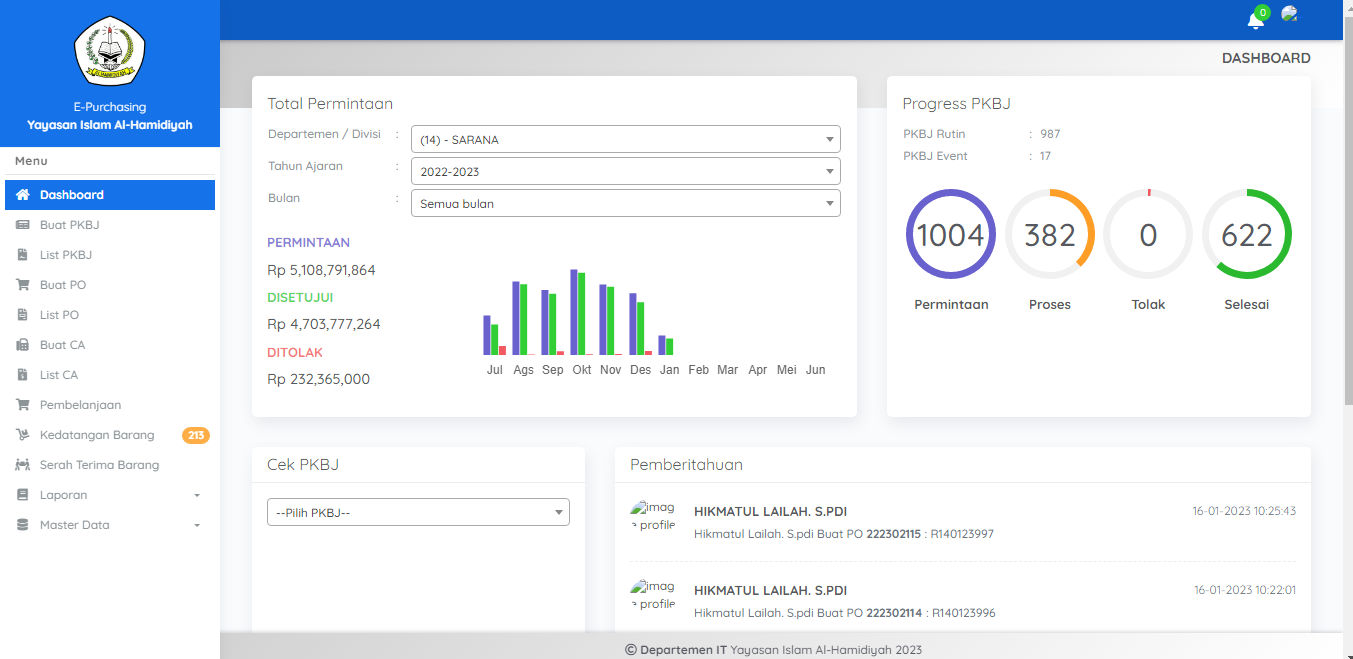 0
E-Purchasing
Yayasan Islam Al-Hamidiyah
Menu
Dashboard
Buat PKBJ
List PKBJ
Buat PO
List PO
Buat CA
List CA
Pembelanjaan
Kedatangan Barang 213
Serah Terima Barang
Laporan
Master Data
DASHBOARD
Total Permintaan
Departemen / Divisi : (14) - SARANA
Tahun Ajaran : 2022-2023
Bulan : Semua bulan
PERMINTAAN
Rp 5,108,791,864
DISETUJUI
Rp 4,703,777,264
DITOLAK
Rp 232,365,000
Jul Ags Sep Okt Nov Des Jan Feb Mar Apr Mei Jun
Progress PKBJ
PKBJ Rutin : 987
PKBJ Event : 17
1004 382 0 622
Permintaan Proses Tolak Selesai
Cek PKBJ
--Pilih PKBJ--
Pemberitahuan
imag
e profile
HIKMATUL LAILAH. S.PDI 16-01-2023 10:25:43
Hikmatul Lailah. S.pdi Buat PO 222302115 : R140123997
imag
e profile
HIKMATUL LAILAH. S.PDI 16-01-2023 10:22:01
Hikmatul Lailah. S.pdi Buat PO 222302114 : R140123996
© Departemen IT Yayasan Islam Al-Hamidiyah 2023